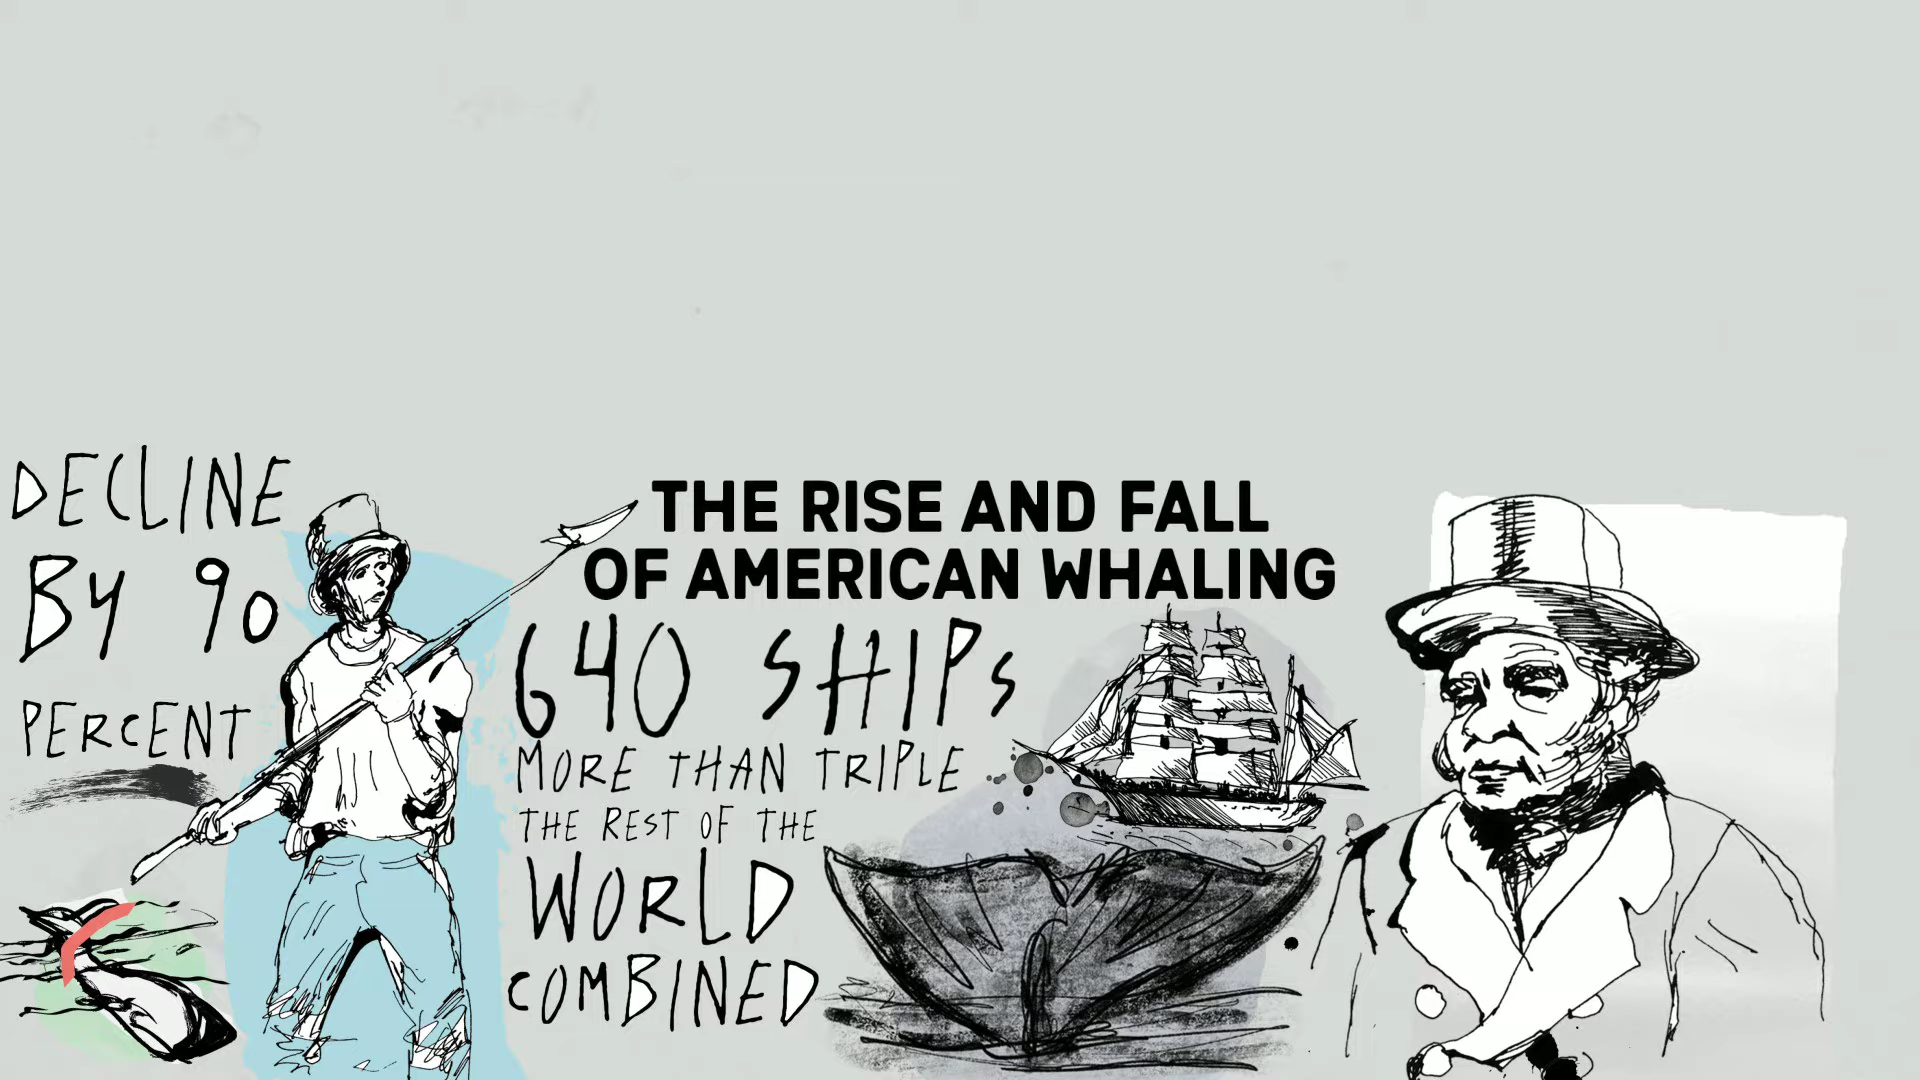 DECLINE
BY 90
PERCENT
THE RISE AND FALL
OF AMERICAN WHALING
640 SHIPS
MORE THAN TRIPLE
THE REST OF THE
WORLD
COMBINED